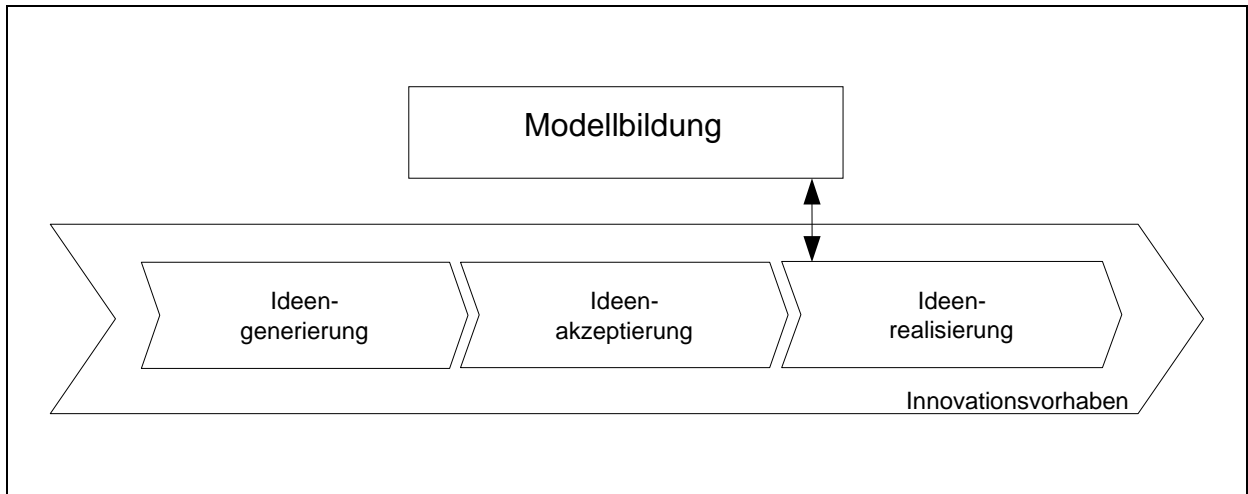 Modellbildung
Ideen-
generierung
Ideen-
akzeptierung
Ideen-
realisierung
Innovationsvorhaben